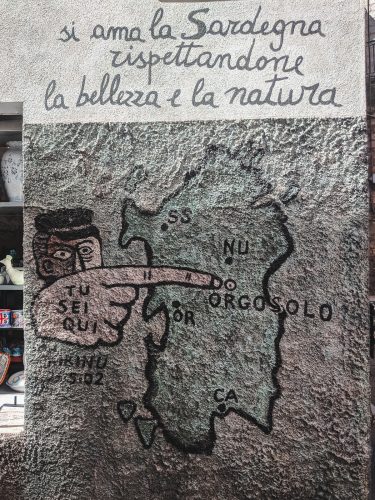 si ama la Sardegna
rispettandone
la bellezza e la natura
SS
NU
ORGOSOLO
TU
SEI
QUI
OR
CA